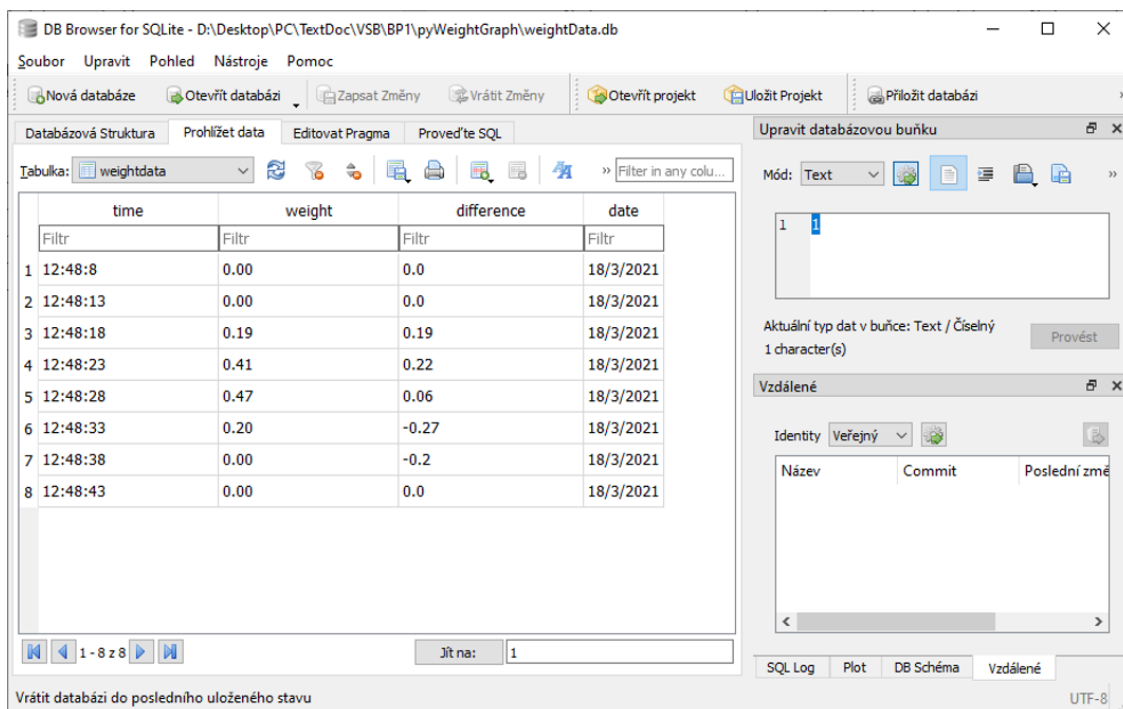 DB Browser for SQLite - D:\Desktop\PC\TextDoc\VSB\BP1\pyWeightGraph\weightData.db
Soubor Upravit Pohled Nástroje Pomoc
Nová databáze Otevřít databázi Zapsat Změny Vrátit Změny Otevřít projekt Uložit Projekt Přiložit databázi »
Databázová Struktura Prohlížet data Editovat Pragma Proveďte SQL
Tabulka: weightdata » Filter in any colu...
time weight difference date
Filtr Filtr Filtr Filtr
1 12:48:8 0.00 0.0 18/3/2021
2 12:48:13 0.00 0.0 18/3/2021
3 12:48:18 0.19 0.19 18/3/2021
4 12:48:23 0.41 0.22 18/3/2021
5 12:48:28 0.47 0.06 18/3/2021
6 12:48:33 0.20 -0.27 18/3/2021
7 12:48:38 0.00 -0.2 18/3/2021
8 12:48:43 0.00 0.0 18/3/2021
1 - 8 z 8 Jít na: 1
Upravit databázovou buňku
Mód: Text »
1 1
Aktuální typ dat v buňce: Text / Číselný
1 character(s)
Provést
Vzdálené
Identity Veřejný
Název Commit Poslední změ
SQL Log Plot DB Schéma Vzdálené
Vrátit databázi do posledního uloženého stavu UTF-8